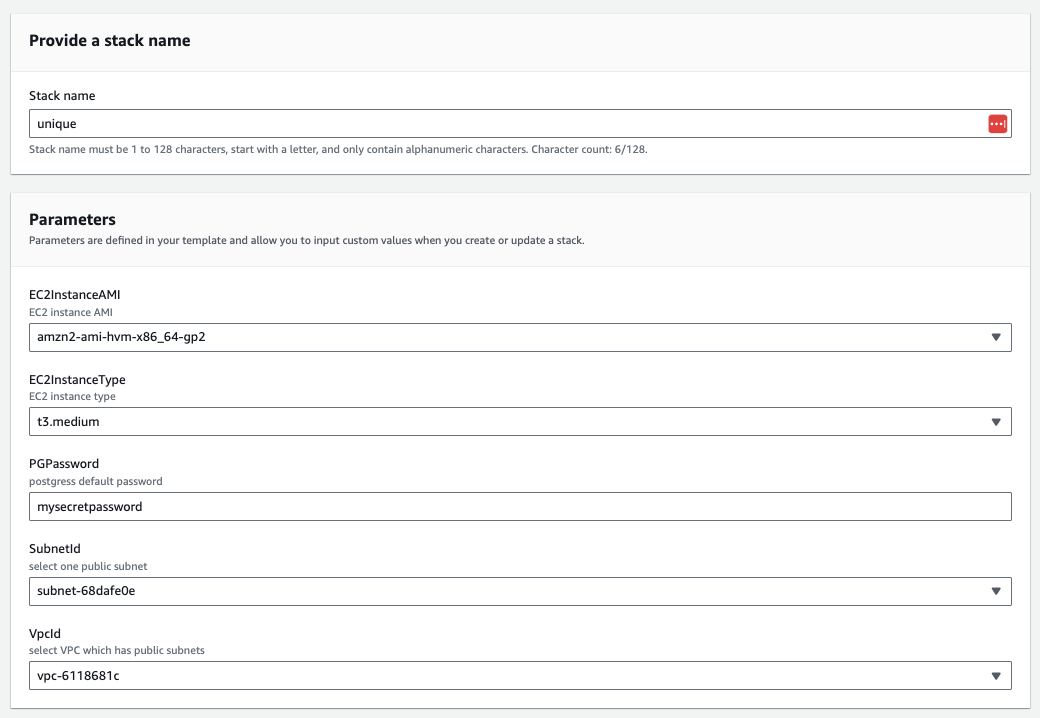 Provide a stack name
Stack name
unique
Stack name must be 1 to 128 characters, start with a letter, and only contain alphanumeric characters. Character count: 6/128.
Parameters
Parameters are defined in your template and allow you to input custom values when you create or update a stack.
EC2InstanceAMI
EC2 instance AMI
amzn2-ami-hvm-x86_64-gp2
EC2InstanceType
EC2 instance type
t3.medium
PGPassword
postgress default password
mysecretpassword
SubnetId
select one public subnet
subnet-68dafe0e
VpcId
select VPC which has public subnets
vpc-6118681c